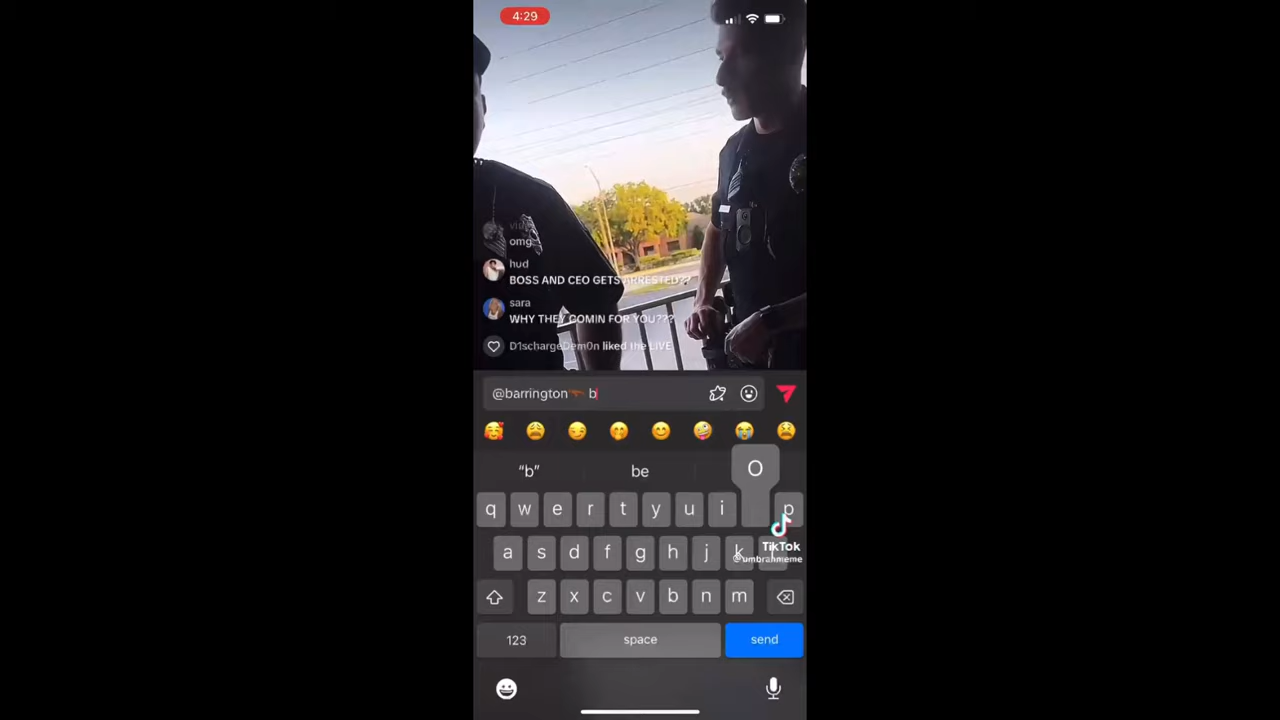 4:29
omg
hud
BOSS AND CEO GETS ARRESTED??
sara
WHY THEY COMIN FOR YOU???
D1schargeDem0n liked the LIVE
@barrington b
“b”
be
O
q w e r t y u i p
a s d f g h j k l
TikTok
@umbrahmeme
z x c v b n m
123
space
send